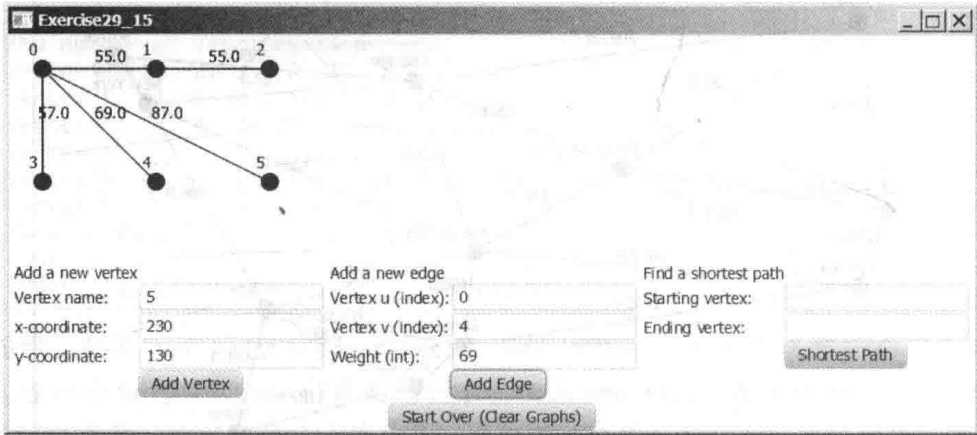 Exercise29_15
0 1 2
55.0 55.0
57.0 69.0 87.0
3 4 5
Add a new vertex Add a new edge Find a shortest path
Vertex name: 5 Vertex u (index): 0 Starting vertex:
x-coordinate: 230 Vertex v (index): 4 Ending vertex:
y-coordinate: 130 Weight (int): 69 Shortest Path
Add Vertex Add Edge
Start Over (Clear Graphs)